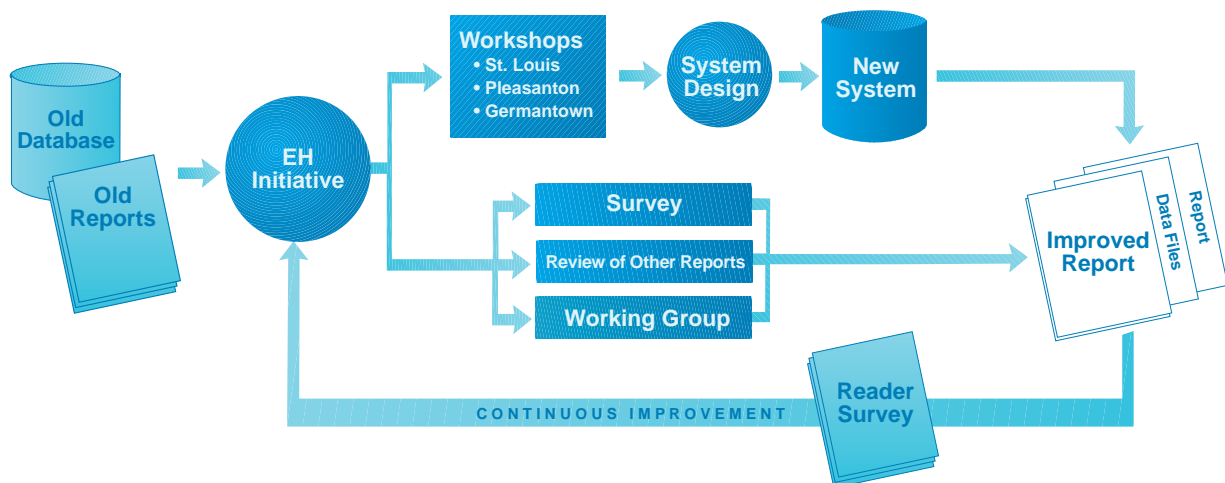 Old
Database
Old
Reports
EH
Initiative
Workshops
• St. Louis
• Pleasanton
• Germantown
System
Design
New
System
Survey
Review of Other Reports
Working Group
Improved
Report
Data Files
Report
Reader
Survey
CONTINUOUS IMPROVEMENT